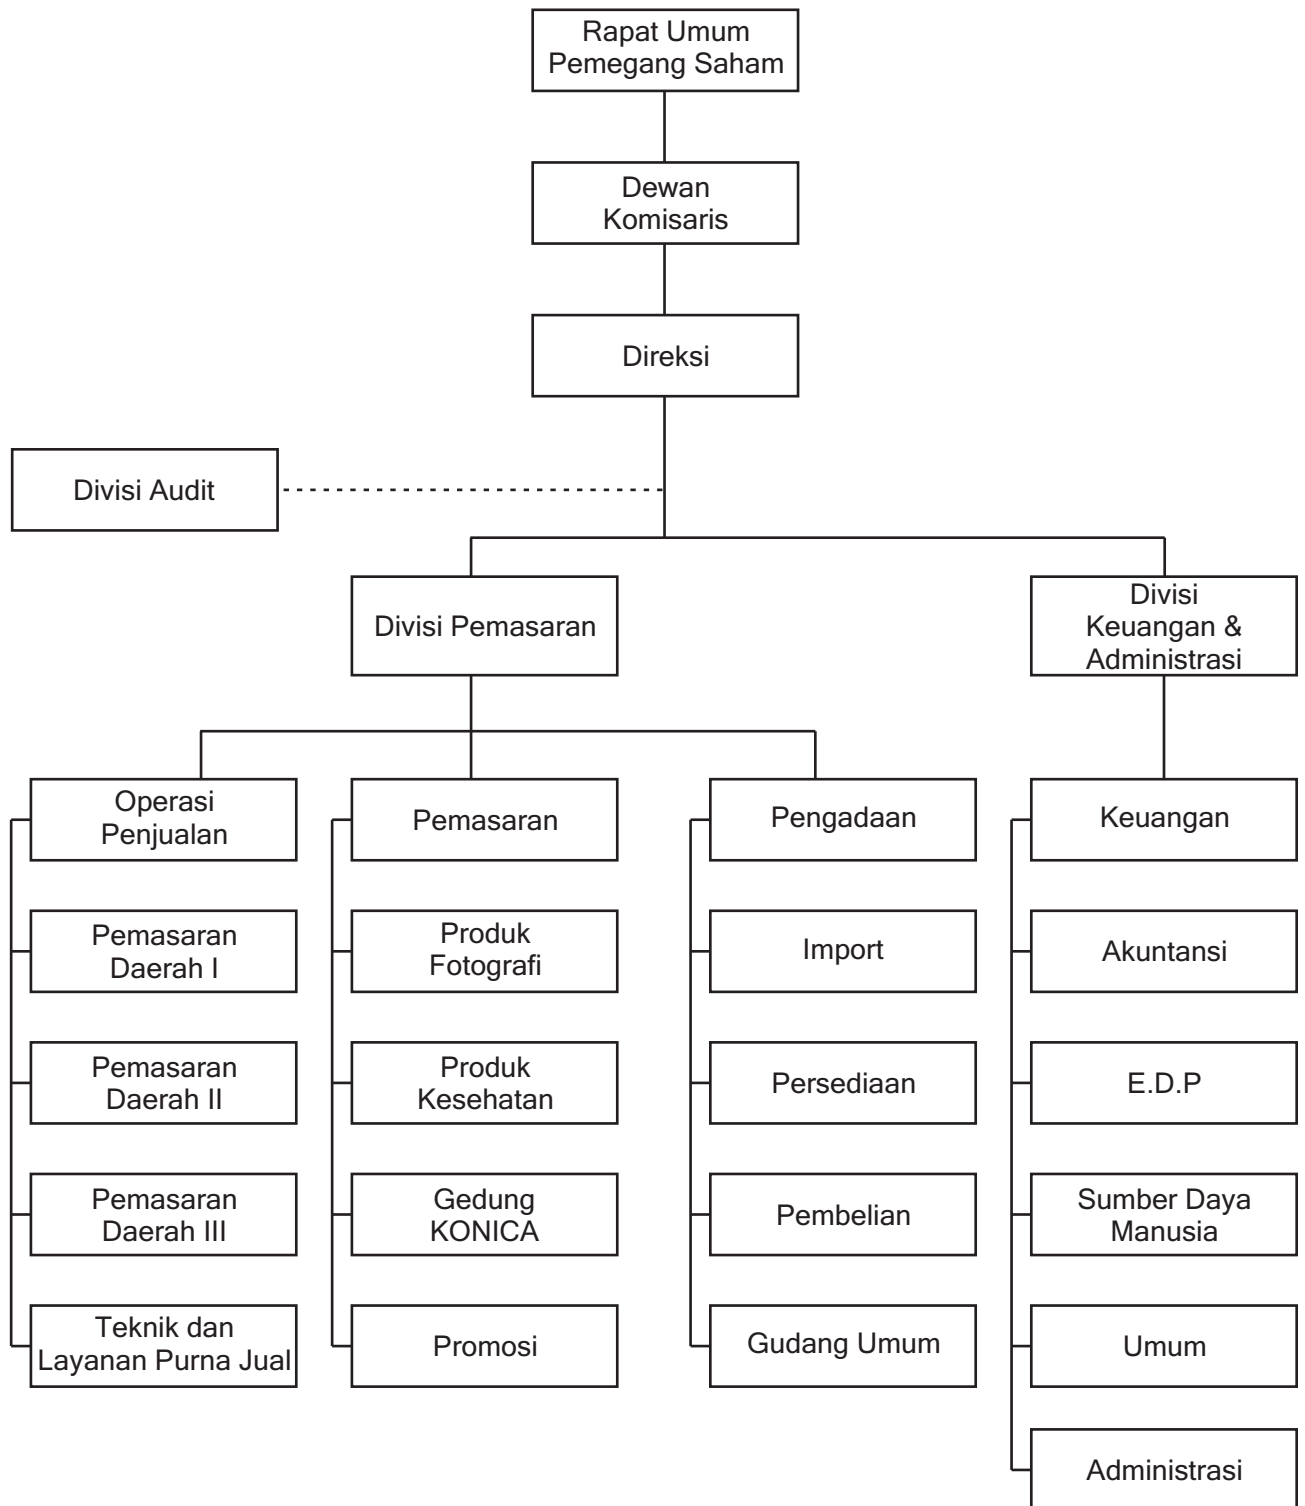 Rapat Umum
Pemegang Saham
Dewan
Komisaris
Direksi
Divisi Audit
Divisi Pemasaran
Divisi
Keuangan &
Administrasi
Operasi
Penjualan
Pemasaran
Pengadaan
Keuangan
Pemasaran
Daerah I
Produk
Fotografi
Import
Akuntansi
Pemasaran
Daerah II
Produk
Kesehatan
Persediaan
E.D.P
Pemasaran
Daerah III
Gedung
KONICA
Pembelian
Sumber Daya
Manusia
Teknik dan
Layanan Purna Jual
Promosi
Gudang Umum
Umum
Administrasi